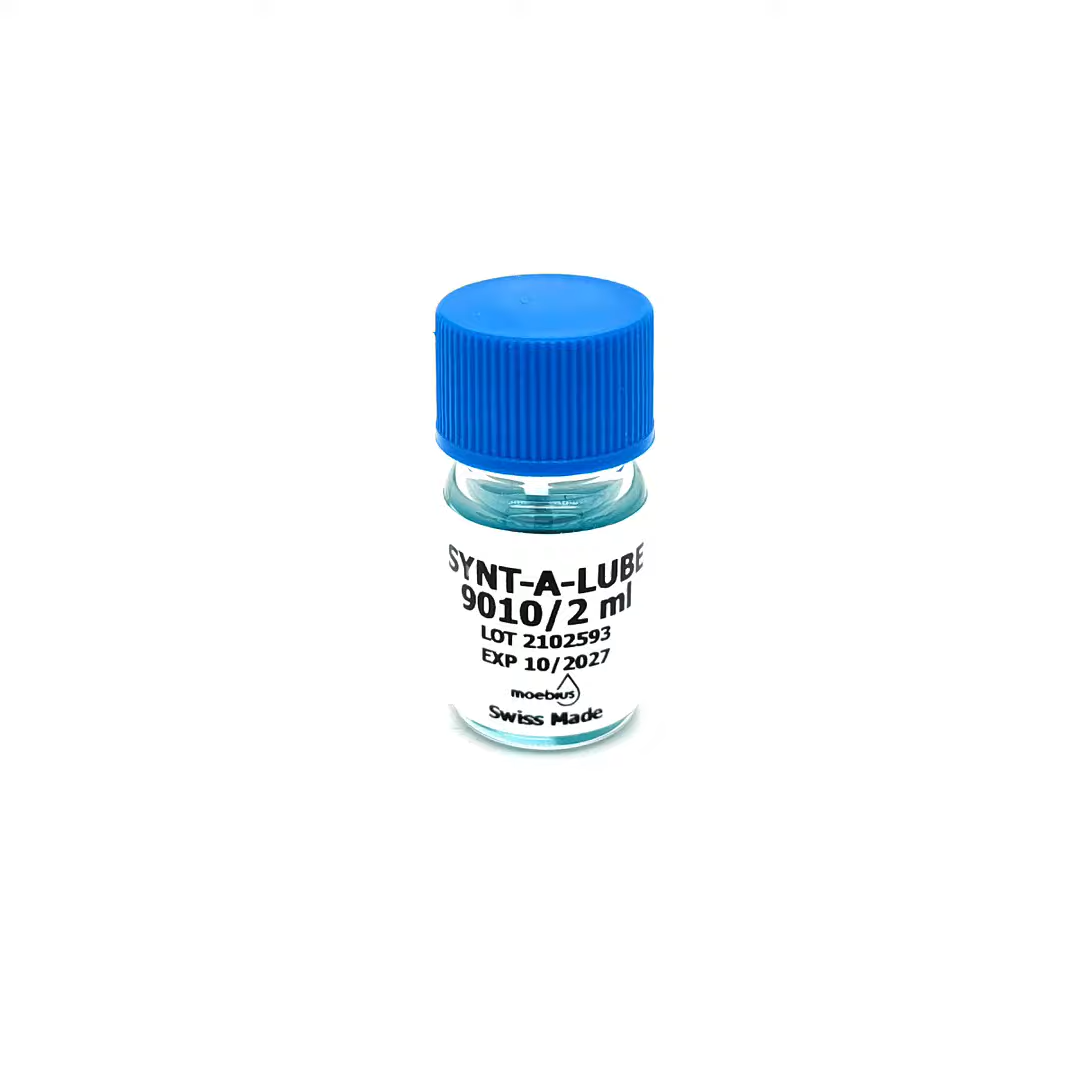 SYNT-A-LUBE
9010/2 ml
LOT 2102593
EXP 10/2027
moebius
Swiss Made